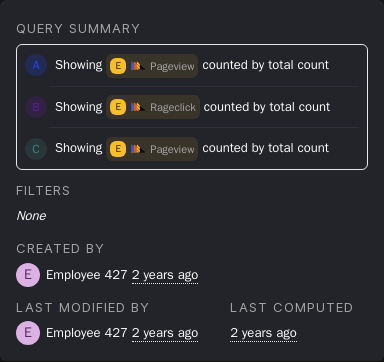 QUERY SUMMARY
A Showing E Pageview counted by total count
B Showing E Rageclick counted by total count
C Showing E Pageview counted by total count
FILTERS
None
CREATED BY
E Employee 427 2 years ago
LAST MODIFIED BY
E Employee 427 2 years ago
LAST COMPUTED
2 years ago